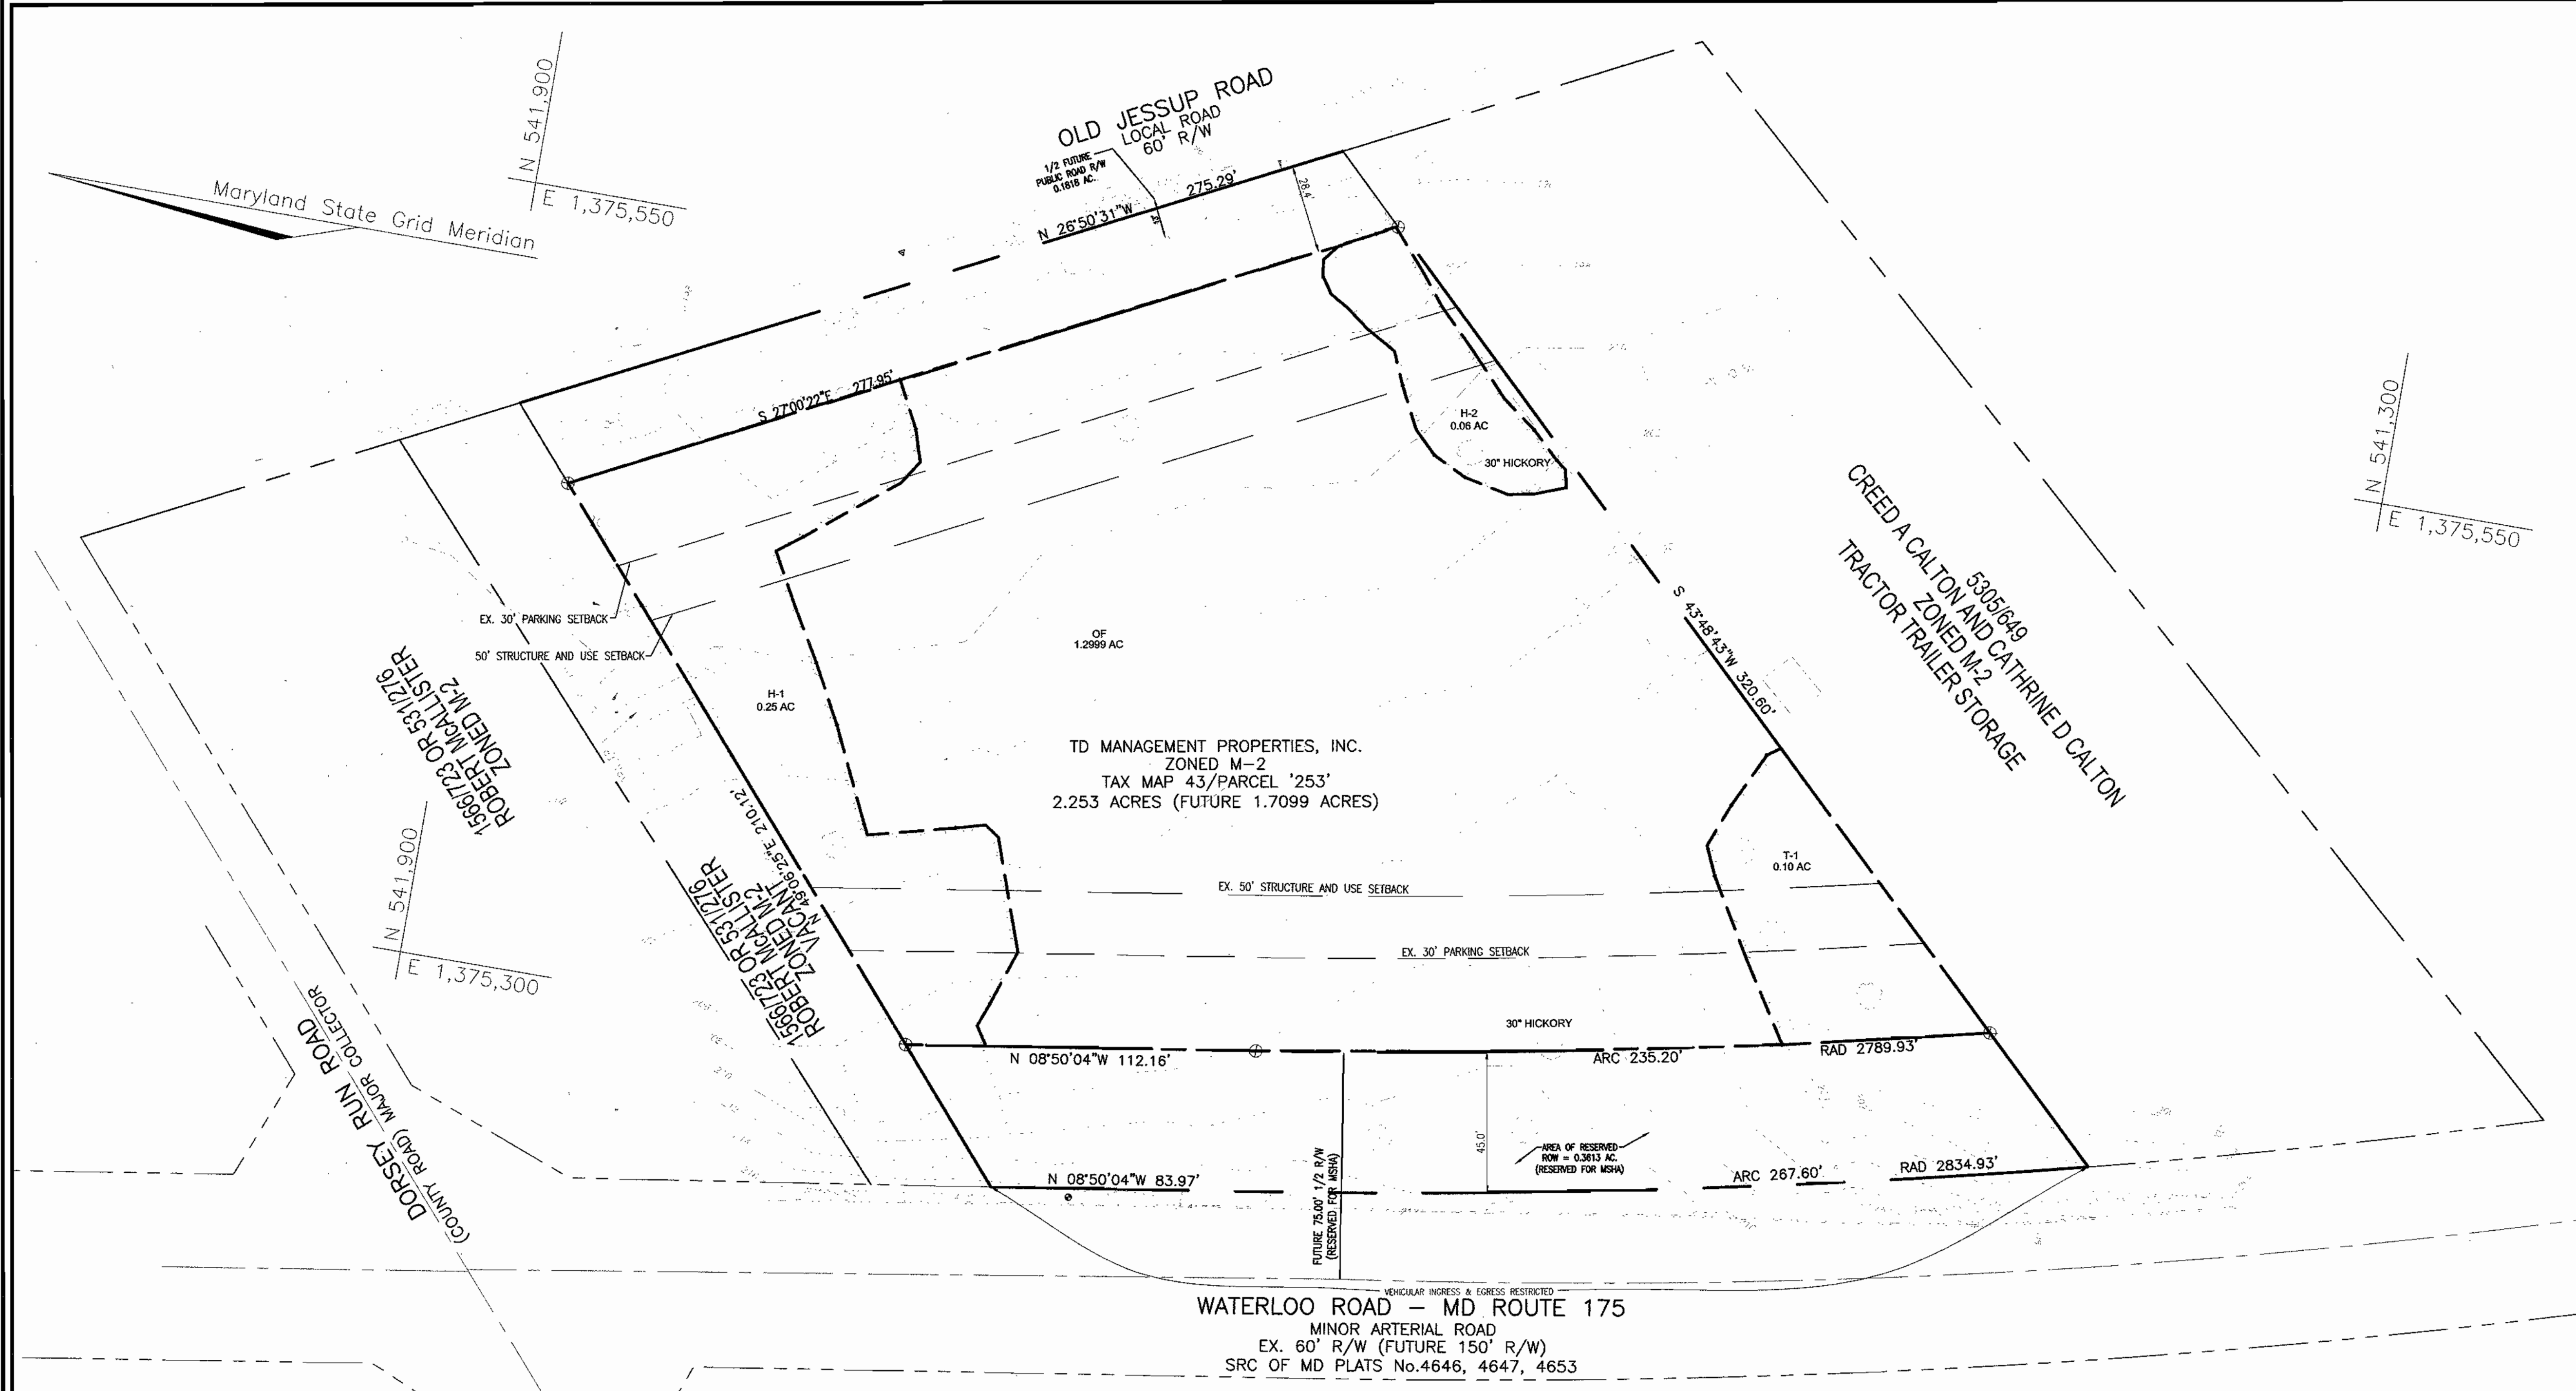 N 541,900
E 1,375,550
Maryland State Grid Meridian
OLD JESSUP ROAD
LOCAL ROAD
60' R/W
1/2 FUTURE
PUBLIC ROAD R/W
0.1818 AC.
N 26°50'31"W 275.29'
28.4'
S 27°00'22"E 277.95'
H-2
0.06 AC
30" HICKORY
N 541,300
E 1,375,550
EX. 30' PARKING SETBACK
50' STRUCTURE AND USE SETBACK
OF
1.2999 AC
S 43°48'43"W 320.60'
5305/649
CREED A CALTON AND CATHRINE D CALTON
ZONED M-2
TRACTOR TRAILER STORAGE
1566/723 OR 531/276
ROBERT McALLISTER
ZONED M-2
H-1
0.25 AC
TD MANAGEMENT PROPERTIES, INC.
ZONED M-2
TAX MAP 43/PARCEL '253'
2.253 ACRES (FUTURE 1.7099 ACRES)
N 49°06'25"E 210.12'
T-1
0.10 AC
N 541,900
E 1,375,300
1566/723 OR 531/276
ROBERT McALLISTER
ZONED M-2
VACANT
EX. 50' STRUCTURE AND USE SETBACK
EX. 30' PARKING SETBACK
30" HICKORY
DORSEY RUN ROAD
(COUNTY ROAD) MAJOR COLLECTOR
N 08°50'04"W 112.16'
ARC 235.20'
RAD 2789.93'
45.0'
FUTURE 75.00' 1/2 R/W
(RESERVED FOR MSHA)
AREA OF RESERVED
ROW = 0.3613 AC.
(RESERVED FOR MSHA)
N 08°50'04"W 83.97'
ARC 267.60'
RAD 2834.93'
VEHICULAR INGRESS & EGRESS RESTRICTED
WATERLOO ROAD - MD ROUTE 175
MINOR ARTERIAL ROAD
EX. 60' R/W (FUTURE 150' R/W)
SRC OF MD PLATS No.4646, 4647, 4653